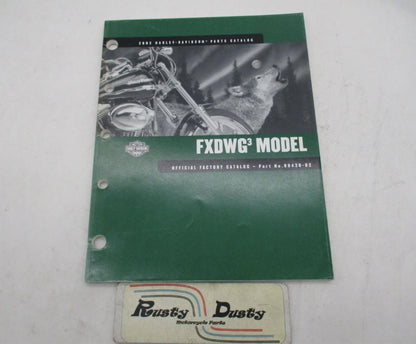 2002 HARLEY-DAVIDSON® PARTS CATALOG
FXDWG³ MODEL
OFFICIAL FACTORY CATALOG - Part No. 99439-02
Rusty Dusty
Motorcycle Parts